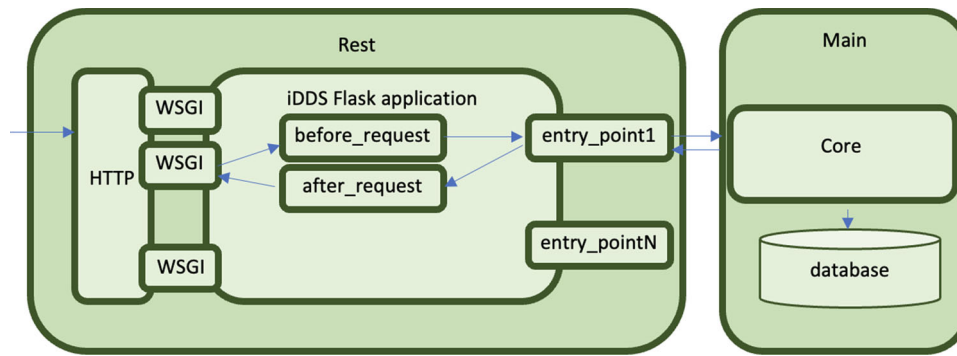 Rest
Main
WSGI
iDDS Flask application
before_request
entry_point1
WSGI
HTTP
after_request
Core
entry_pointN
WSGI
database